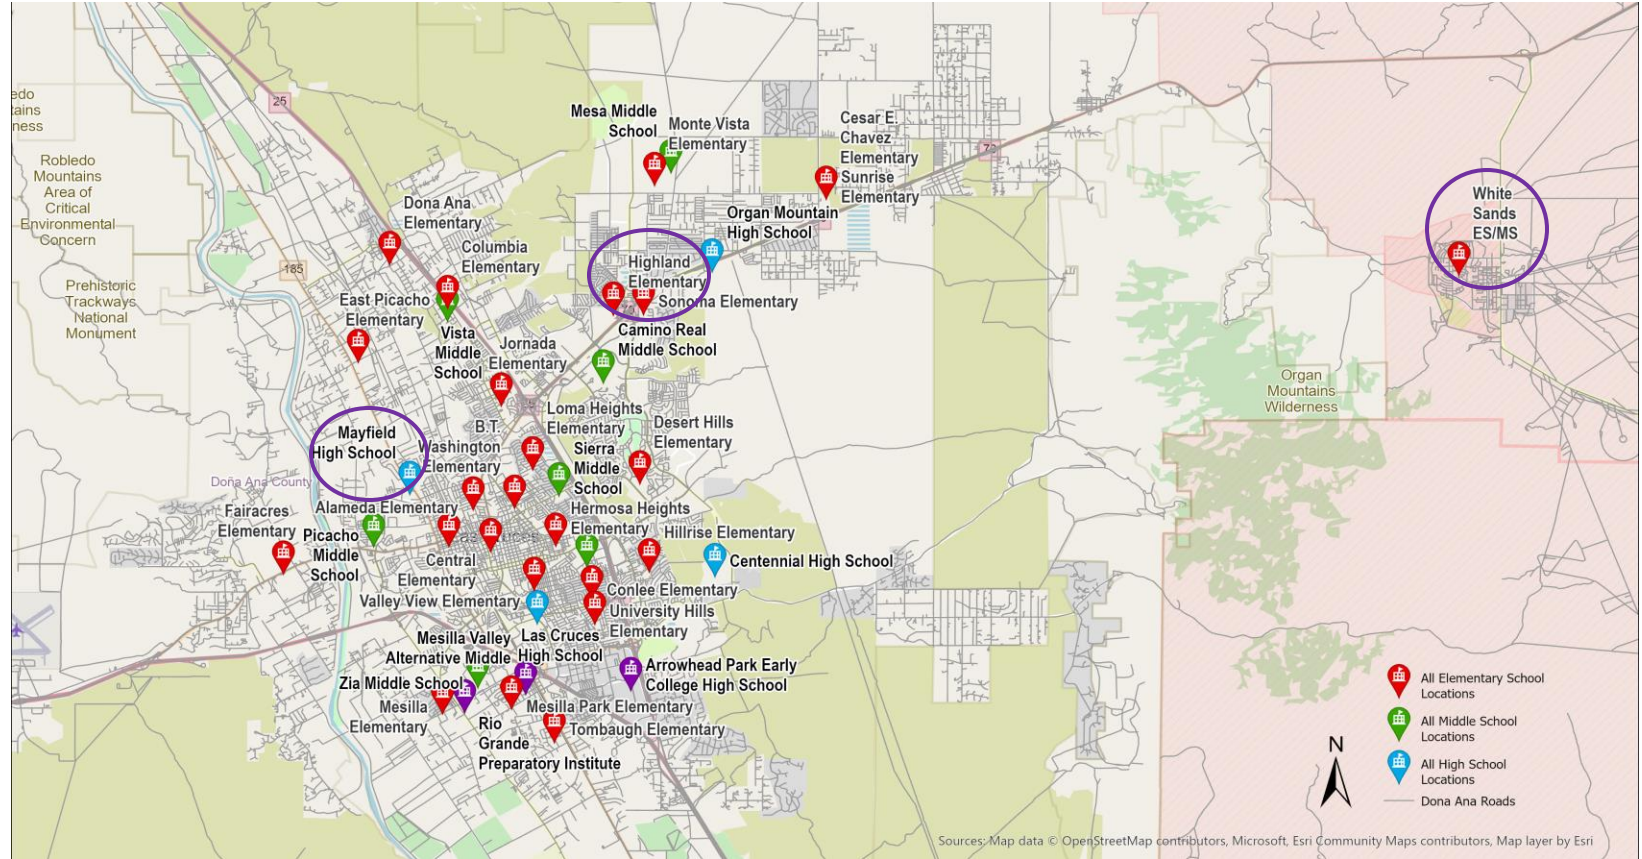 edo
tains
ness
25
Mesa Middle
School
Monte Vista
Elementary
Cesar E.
Chavez
Elementary
Sunrise
Elementary
Robledo
Mountains
Area of
Critical
Environmental
Concern
Dona Ana
Elementary
Organ Mountain
High School
White
Sands
ES/MS
Columbia
Elementary
185
Highland
Elementary
Sonoma Elementary
Prehistoric
Trackways
National
Monument
East Picacho
Elementary
Vista
Middle
School
Camino Real
Middle School
Jornada
Elementary
Organ
Mountains
Wilderness
Loma Heights
Elementary
Desert Hills
Elementary
Mayfield
High School
B.T.
Washington
Elementary
Sierra
Middle
School
Dona Ana County
Alameda Elementary
Hermosa Heights
Elementary
Fairacres
Elementary
Picacho
Middle
School
Hillrise Elementary
Central
Elementary
Centennial High School
Valley View Elementary
Conlee Elementary
University Hills
Elementary
Mesilla Valley
Alternative Middle
Las Cruces
High School
Zia Middle School
Arrowhead Park Early
College High School
Mesilla
Elementary
Mesilla Park Elementary
Rio
Grande
Preparatory Institute
Tombaugh Elementary
All Elementary School
Locations
All Middle School
Locations
All High School
Locations
Dona Ana Roads
N
Sources: Map data © OpenStreetMap contributors, Microsoft, Esri Community Maps contributors, Map layer by Esri